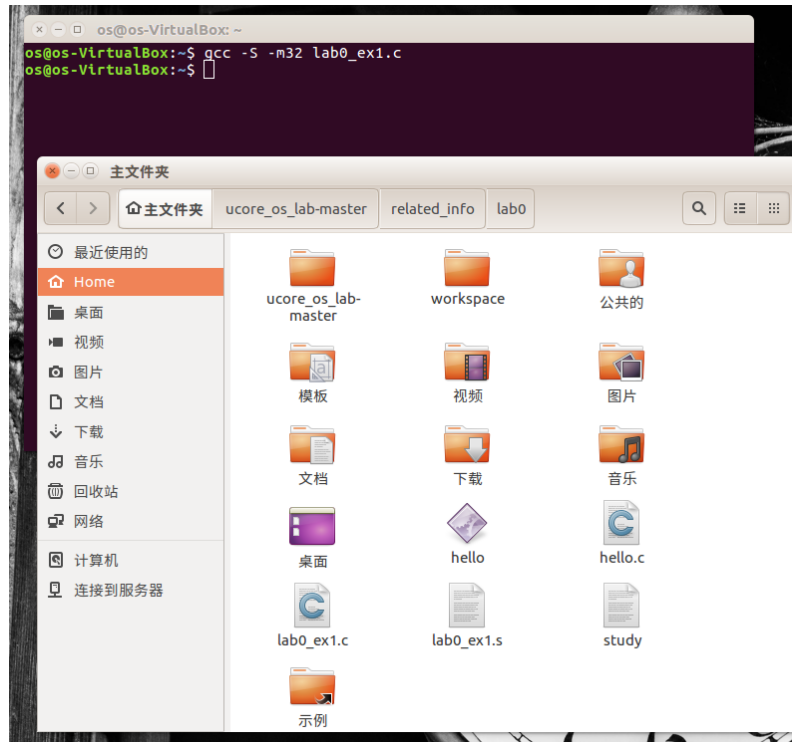 os@os-VirtualBox: ~
os@os-VirtualBox:~$ gcc -S -m32 lab0_ex1.c
os@os-VirtualBox:~$
主文件夹
主文件夹 ucore_os_lab-master related_info lab0
最近使用的
Home
桌面
视频
图片
文档
下载
音乐
回收站
网络
计算机
连接到服务器
ucore_os_lab-
master
workspace
公共的
模板
视频
图片
文档
下载
音乐
桌面
hello
hello.c
lab0_ex1.c
lab0_ex1.s
study
示例